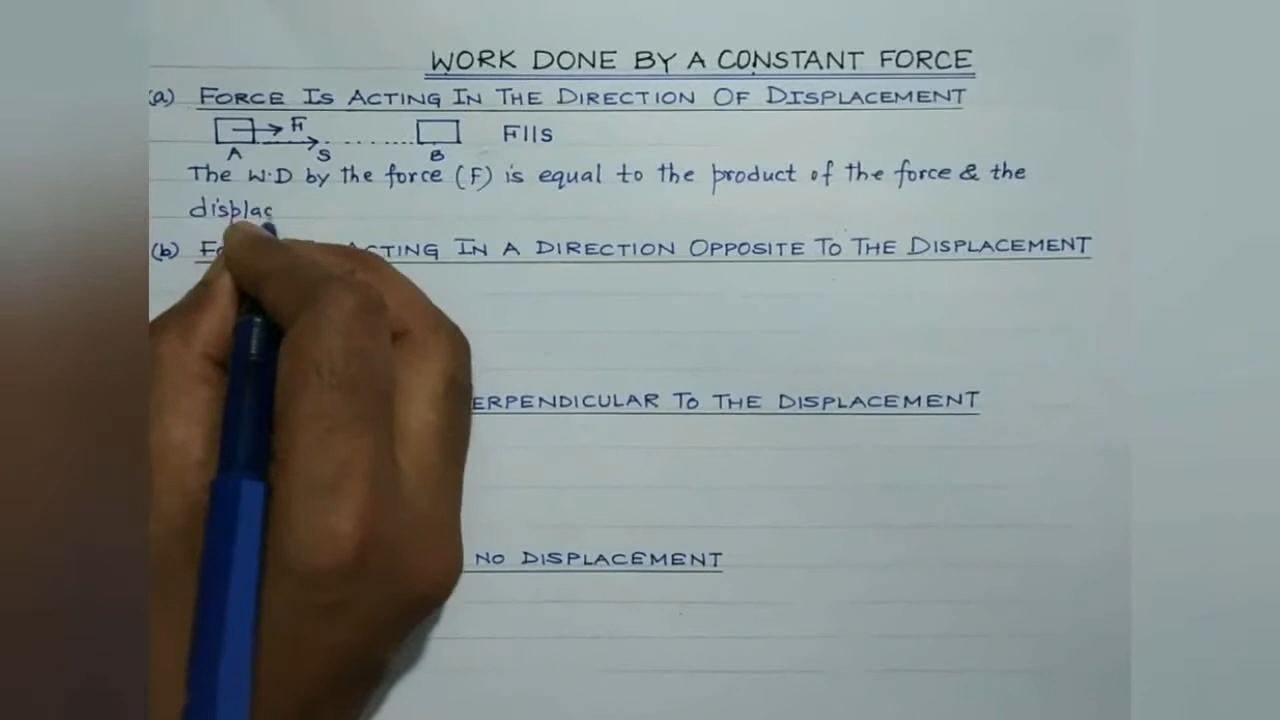 WORK DONE BY A CONSTANT FORCE
(a) FORCE IS ACTING IN THE DIRECTION OF DISPLACEMENT
F
F||s
A
S
B
The W.D by the force (F) is equal to the product of the force & the
displac
(b) ACTING IN A DIRECTION OPPOSITE TO THE DISPLACEMENT
ERPENDICULAR TO THE DISPLACEMENT
NO DISPLACEMENT